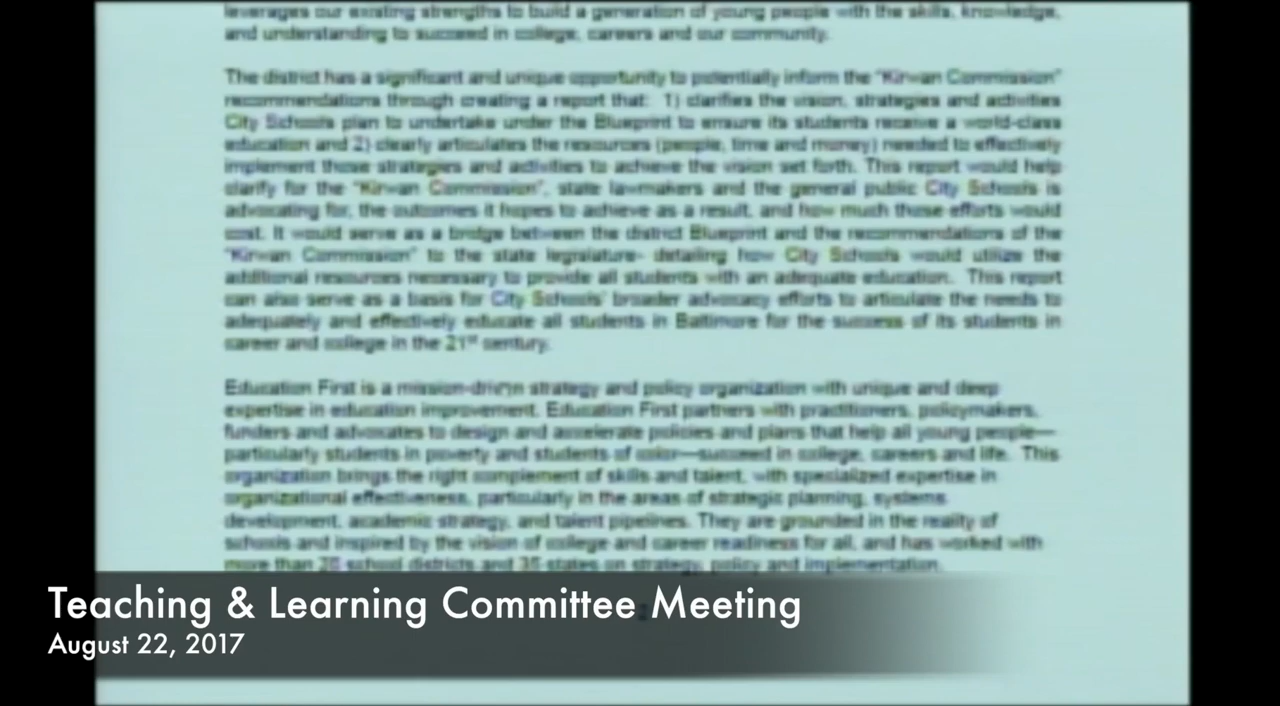 leverages our existing strengths to build a generation of young people with the skills, knowledge,
and understanding to succeed in college, careers and our community.
The district has a significant and unique opportunity to potentially inform the "Kirwan Commission"
recommendations through creating a report that: 1) clarifies the vision, strategies and activities
City Schools plan to undertake under the Blueprint to ensure its students receive a world-class
education and 2) clearly articulates the resources (people, time and money) needed to effectively
implement those strategies and activities to achieve the vision set forth. This report would help
clarify for the "Kirwan Commission", state lawmakers and the general public City Schools is
advocating for, the outcomes it hopes to achieve as a result, and how much those efforts would
cost. It would serve as a bridge between the district Blueprint and the recommendations of the
"Kirwan Commission" to the state legislature- detailing how City Schools would utilize the
additional resources necessary to provide all students with an adequate education. This report
can also serve as a basis for City Schools' broader advocacy efforts to articulate the needs to
adequately and effectively educate all students in Baltimore for the success of its students in
career and college in the 21st century.
Education First is a mission-driven strategy and policy organization with unique and deep
expertise in education improvement. Education First partners with practitioners, policymakers,
funders and advocates to design and accelerate policies and plans that help all young people—
particularly students in poverty and students of color—succeed in college, careers and life. This
organization brings the right complement of skills and talent, with specialized expertise in
organizational effectiveness, particularly in the areas of strategic planning, systems
development, academic strategy, and talent pipelines. They are grounded in the reality of
schools and inspired by the vision of college and career readiness for all, and has worked with
more than school districts and 35 states on strategy, policy and implementation.
Teaching & Learning Committee Meeting
August 22, 2017